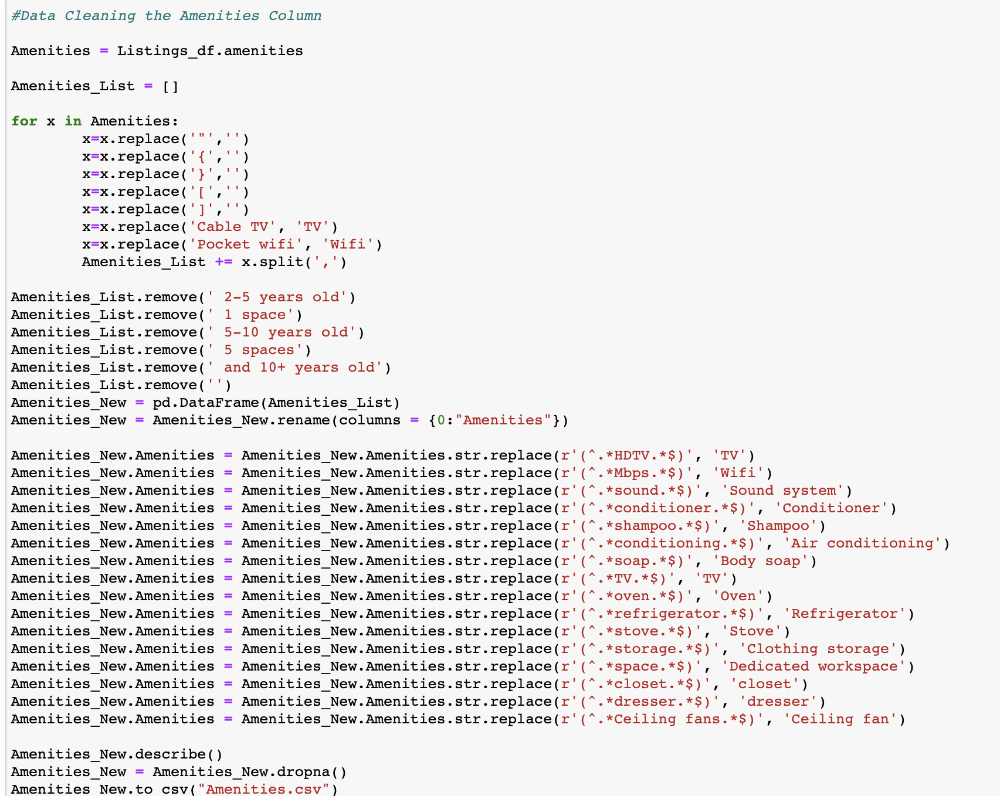 #Data Cleaning the Amenities Column
Amenities = Listings_df.amenities
Amenities_List = []
for x in Amenities:
        x=x.replace('"','')
        x=x.replace('{','')
        x=x.replace('}','')
        x=x.replace('[','')
        x=x.replace(']','')
        x=x.replace('Cable TV', 'TV')
        x=x.replace('Pocket wifi', 'Wifi')
        Amenities_List += x.split(',')
Amenities_List.remove(' 2-5 years old')
Amenities_List.remove(' 1 space')
Amenities_List.remove(' 5-10 years old')
Amenities_List.remove(' 5 spaces')
Amenities_List.remove(' and 10+ years old')
Amenities_List.remove('')
Amenities_New = pd.DataFrame(Amenities_List)
Amenities_New = Amenities_New.rename(columns = {0:"Amenities"})
Amenities_New.Amenities = Amenities_New.Amenities.str.replace(r'(^.*HDTV.*$)', 'TV')
Amenities_New.Amenities = Amenities_New.Amenities.str.replace(r'(^.*Mbps.*$)', 'Wifi')
Amenities_New.Amenities = Amenities_New.Amenities.str.replace(r'(^.*sound.*$)', 'Sound system')
Amenities_New.Amenities = Amenities_New.Amenities.str.replace(r'(^.*conditioner.*$)', 'Conditioner')
Amenities_New.Amenities = Amenities_New.Amenities.str.replace(r'(^.*shampoo.*$)', 'Shampoo')
Amenities_New.Amenities = Amenities_New.Amenities.str.replace(r'(^.*conditioning.*$)', 'Air conditioning')
Amenities_New.Amenities = Amenities_New.Amenities.str.replace(r'(^.*soap.*$)', 'Body soap')
Amenities_New.Amenities = Amenities_New.Amenities.str.replace(r'(^.*TV.*$)', 'TV')
Amenities_New.Amenities = Amenities_New.Amenities.str.replace(r'(^.*oven.*$)', 'Oven')
Amenities_New.Amenities = Amenities_New.Amenities.str.replace(r'(^.*refrigerator.*$)', 'Refrigerator')
Amenities_New.Amenities = Amenities_New.Amenities.str.replace(r'(^.*stove.*$)', 'Stove')
Amenities_New.Amenities = Amenities_New.Amenities.str.replace(r'(^.*storage.*$)', 'Clothing storage')
Amenities_New.Amenities = Amenities_New.Amenities.str.replace(r'(^.*space.*$)', 'Dedicated workspace')
Amenities_New.Amenities = Amenities_New.Amenities.str.replace(r'(^.*closet.*$)', 'closet')
Amenities_New.Amenities = Amenities_New.Amenities.str.replace(r'(^.*dresser.*$)', 'dresser')
Amenities_New.Amenities = Amenities_New.Amenities.str.replace(r'(^.*Ceiling fans.*$)', 'Ceiling fan')
Amenities_New.describe()
Amenities_New = Amenities_New.dropna()
Amenities_New.to_csv("Amenities.csv")